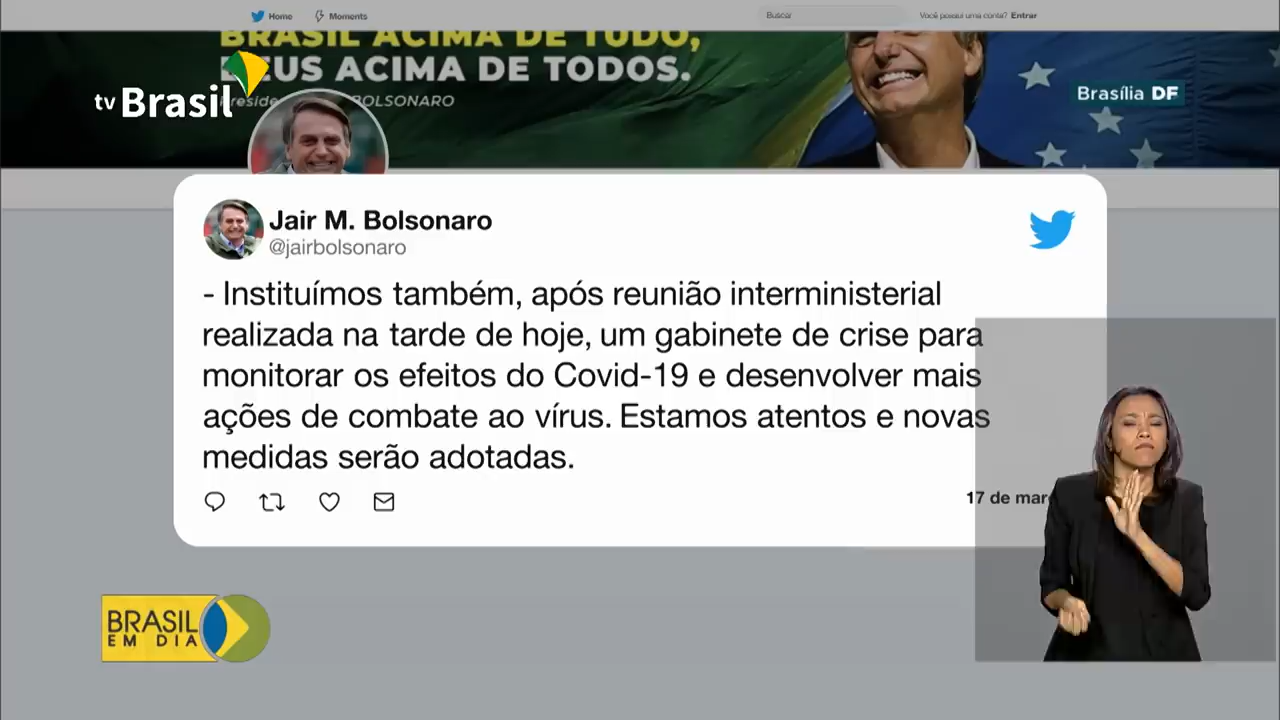 Home
Moments
Buscar
Você possui uma conta? Entrar
BRASIL ACIMA DE TUDO,
DEUS ACIMA DE TODOS.
BOLSONARO
tv Brasil
Brasília DF
Jair M. Bolsonaro
@jairbolsonaro
- Instituímos também, após reunião interministerial
realizada na tarde de hoje, um gabinete de crise para
monitorar os efeitos do Covid-19 e desenvolver mais
ações de combate ao vírus. Estamos atentos e novas
medidas serão adotadas.
17 de mar
BRASIL
EM DIA